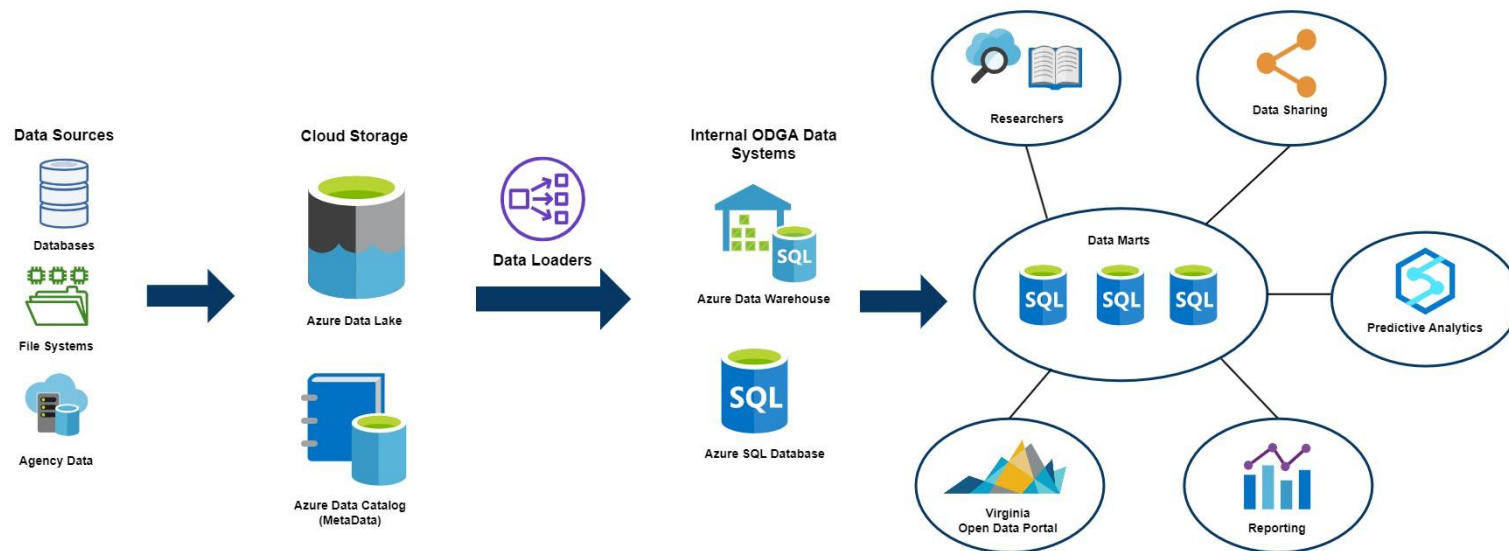 Data Sources
Databases
File Systems
Agency Data
Cloud Storage
Azure Data Lake
Azure Data Catalog
(MetaData)
Data Loaders
Internal ODGA Data
Systems
SQL
Azure Data Warehouse
SQL
Azure SQL Database
Researchers
Data Sharing
Data Marts
SQL
SQL
SQL
Predictive Analytics
Virginia
Open Data Portal
Reporting